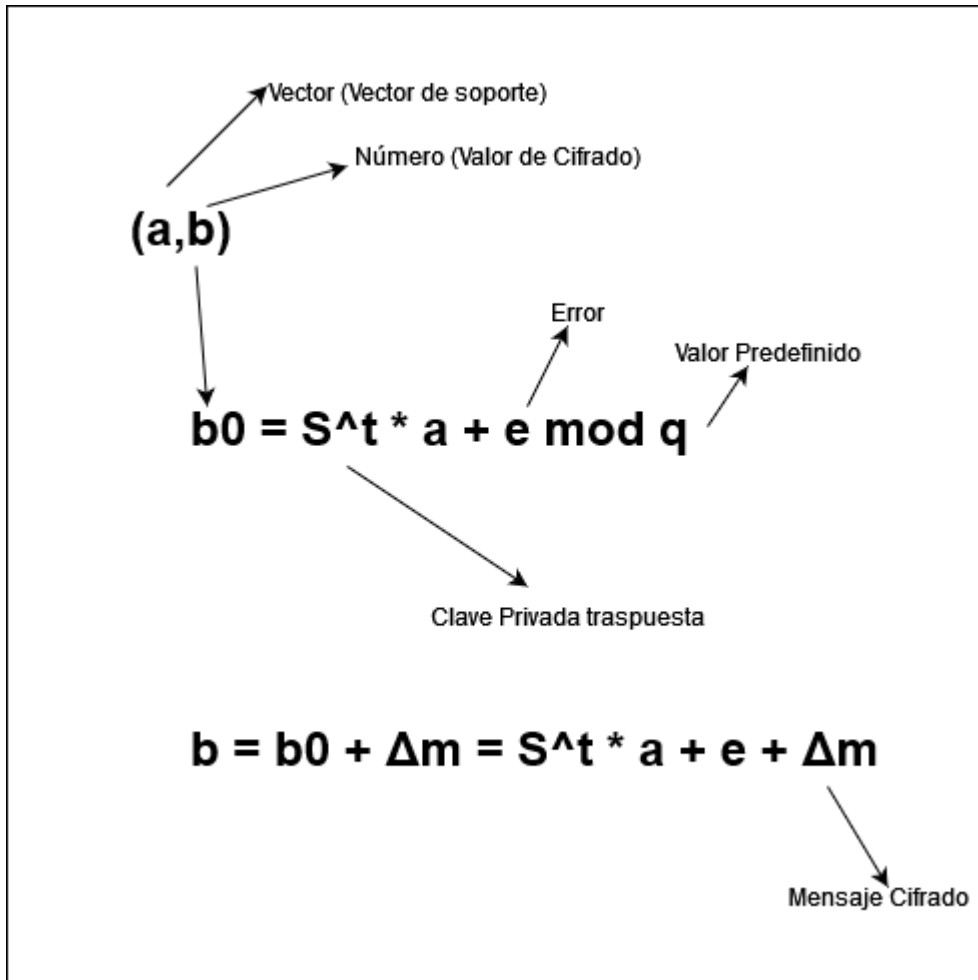 Vector (Vector de soporte)
Número (Valor de Cifrado)
(a,b)
Error
Valor Predefinido
b0 = S^t * a + e mod q
Clave Privada traspuesta
b = b0 + Δm = S^t * a + e + Δm
Mensaje Cifrado